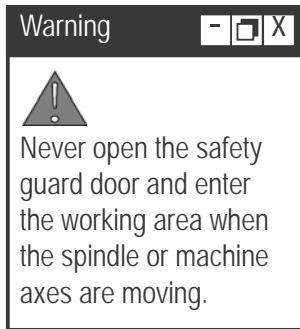 Warning
Never open the safety
guard door and enter
the working area when
the spindle or machine
axes are moving.